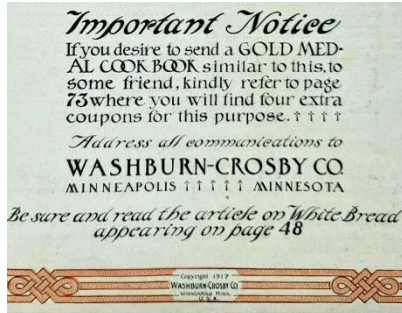 Important Notice
If you desire to send a GOLD MED-
AL COOK BOOK similar to this, to
some friend, kindly refer to page
73 where you will find four extra
coupons for this purpose. † † † †
Address all communications to
WASHBURN-CROSBY CO.
MINNEAPOLIS † † † † † MINNESOTA
Be sure and read the article on White Bread
appearing on page 48
Copyright 1917
WASHBURN-CROSBY CO.
MINNEAPOLIS MINN.
U.S.A.